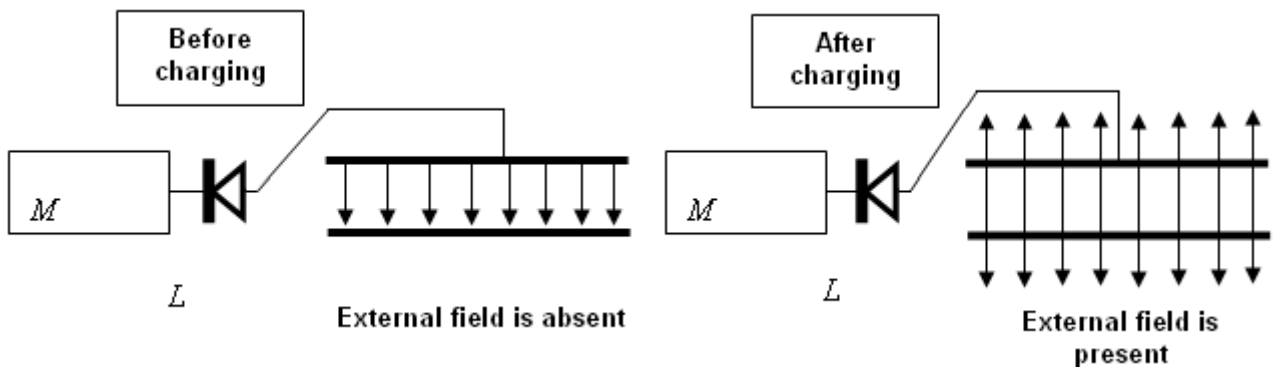 Before
charging
M
L
External field is absent
After
charging
M
L
External field is
present